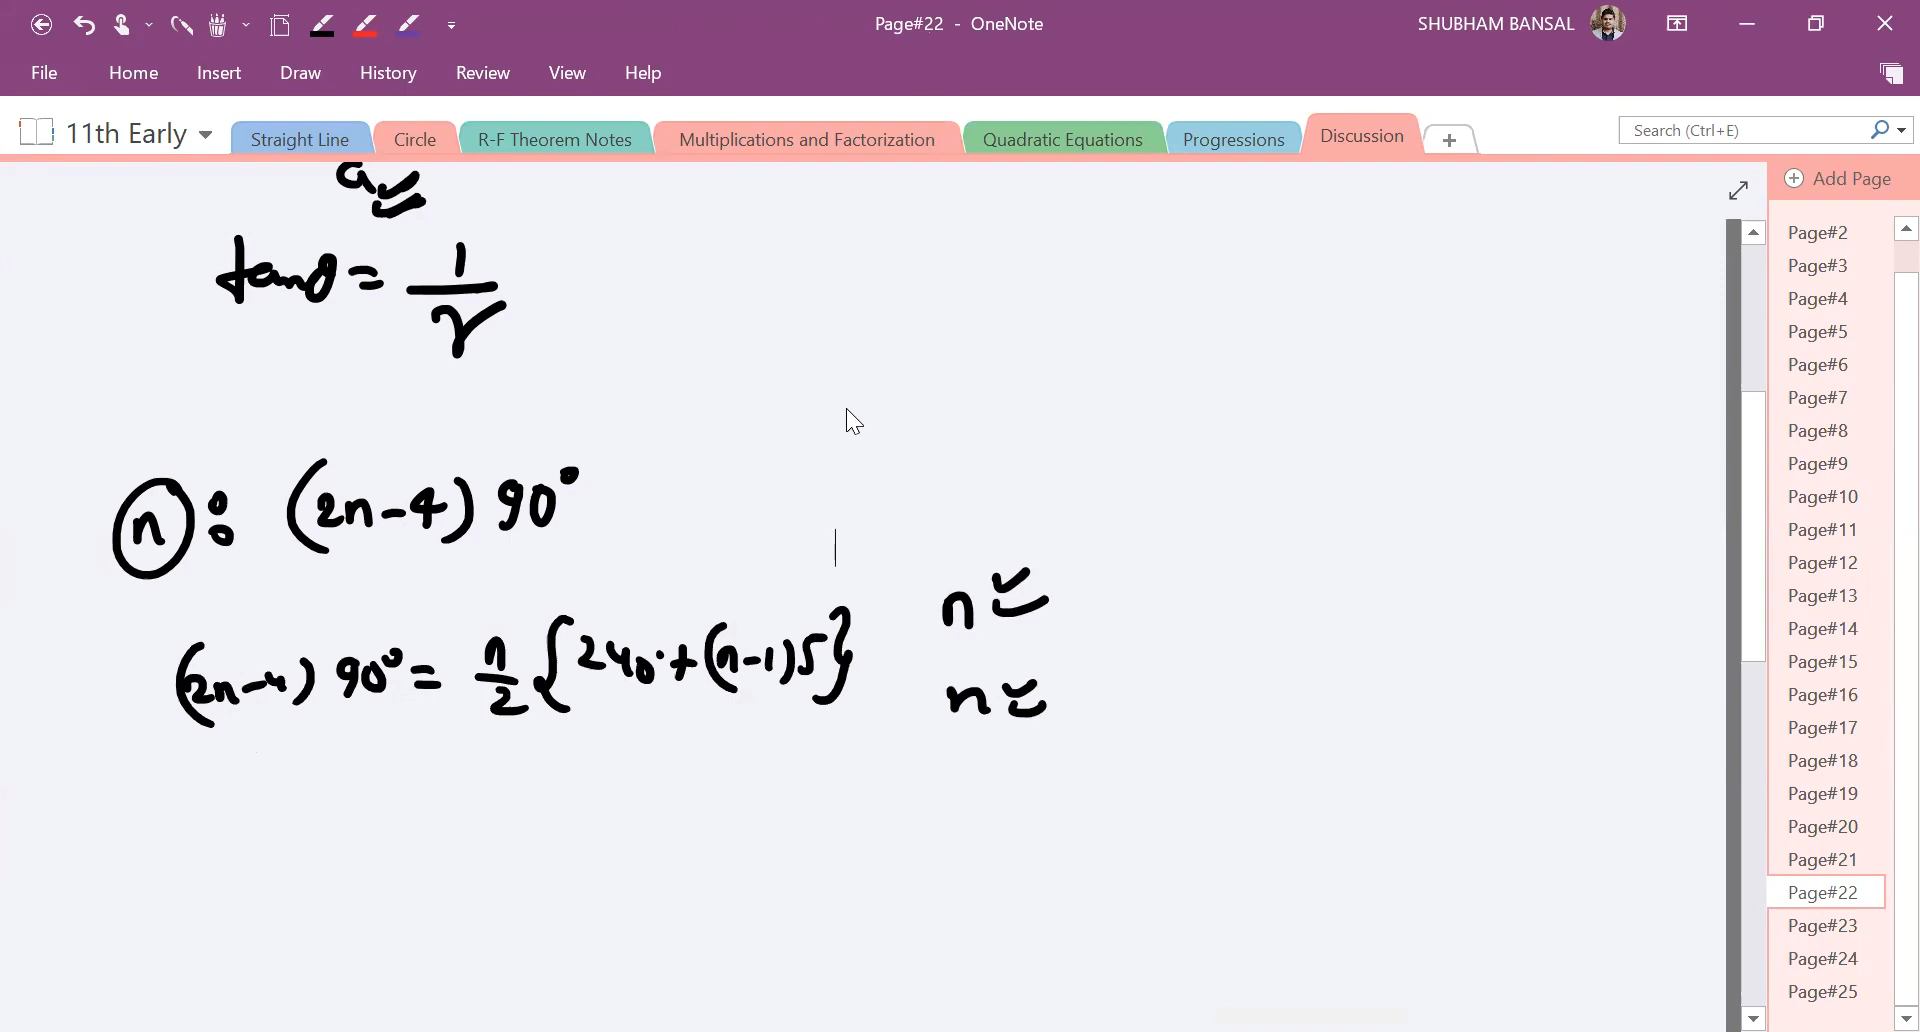 Page#22 - OneNote
SHUBHAM BANSAL
File Home Insert Draw History Review View Help
11th Early
Straight Line Circle R-F Theorem Notes Multiplications and Factorization Quadratic Equations Progressions Discussion
Search (Ctrl+E)
Add Page
a
tanθ = 1/r
n : (2n-4) 90°
n
(2n-4) 90° = n/2 {240° + (n-1)5}
n
Page#2
Page#3
Page#4
Page#5
Page#6
Page#7
Page#8
Page#9
Page#10
Page#11
Page#12
Page#13
Page#14
Page#15
Page#16
Page#17
Page#18
Page#19
Page#20
Page#21
Page#22
Page#23
Page#24
Page#25